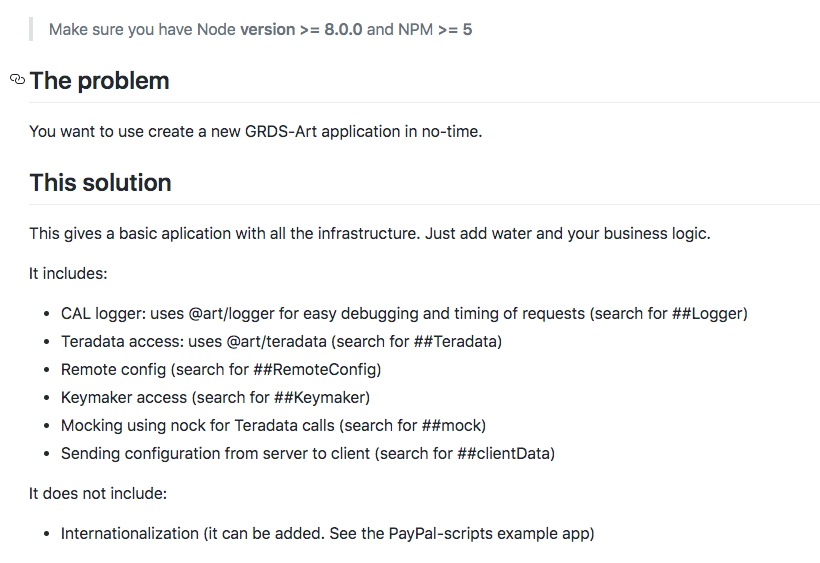 Make sure you have Node version >= 8.0.0 and NPM >= 5
The problem
You want to use create a new GRDS-Art application in no-time.
This solution
This gives a basic aplication with all the infrastructure. Just add water and your business logic.
It includes:
• CAL logger: uses @art/logger for easy debugging and timing of requests (search for ##Logger)
• Teradata access: uses @art/teradata (search for ##Teradata)
• Remote config (search for ##RemoteConfig)
• Keymaker access (search for ##Keymaker)
• Mocking using nock for Teradata calls (search for ##mock)
• Sending configuration from server to client (search for ##clientData)
It does not include:
• Internationalization (it can be added. See the PayPal-scripts example app)